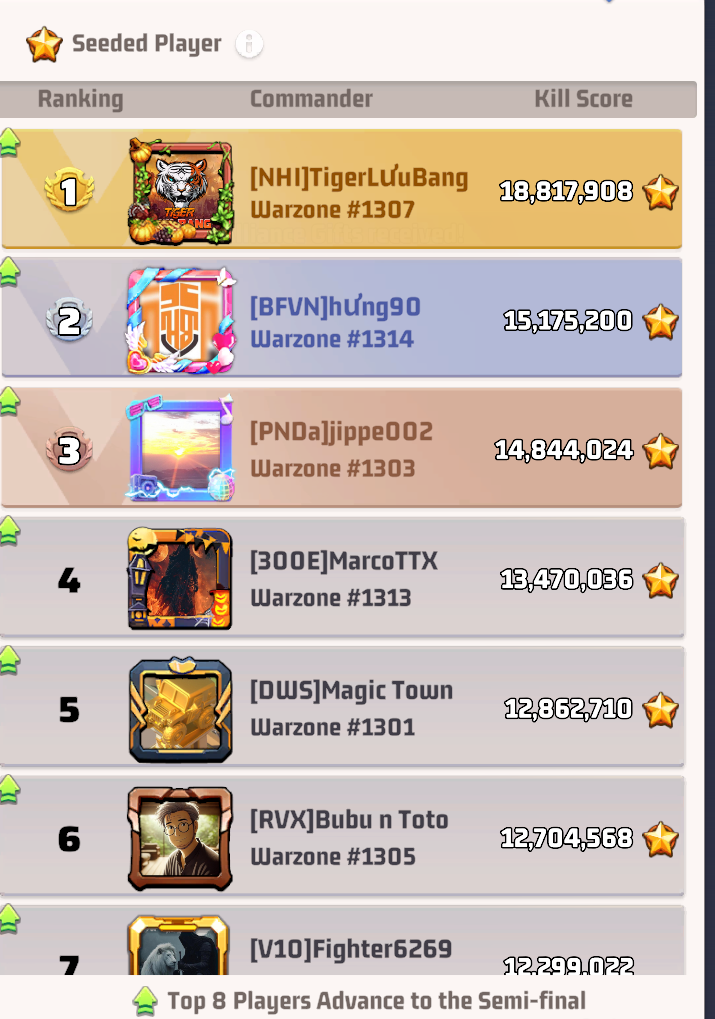 Seeded Player
Ranking Commander Kill Score
1
[NHI]TigerLưuBang
Warzone #1307
18,817,908
TIGER
BANG
2
[BFVN]hưng90
Warzone #1314
15,175,200
3
[PNDa]jippe002
Warzone #1303
14,844,024
4
[300E]MarcoTTX
Warzone #1313
13,470,036
5
[DWS]Magic Town
Warzone #1301
12,862,710
6
[RVX]Bubu n Toto
Warzone #1305
12,704,568
7
[V10]Fighter6269
12,299,022
Top 8 Players Advance to the Semi-final